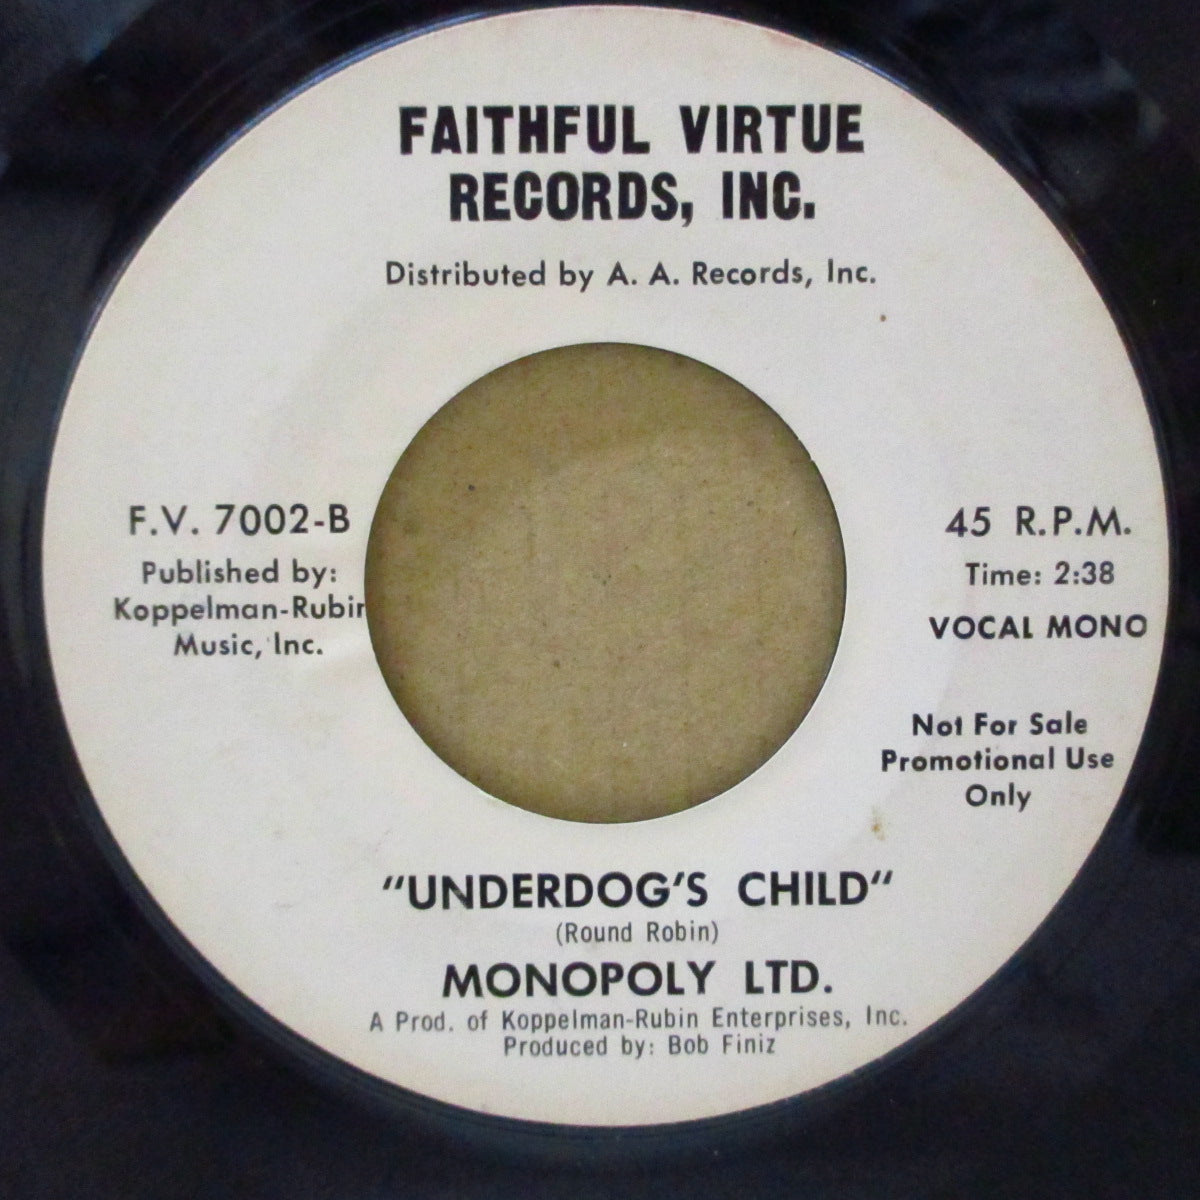 FAITHFUL VIRTUE
RECORDS, INC.
Distributed by A. A. Records, Inc.
F.V. 7002-B
Published by:
Koppelman-Rubin
Music, Inc.
45 R.P.M.
Time: 2:38
VOCAL MONO
Not For Sale
Promotional Use
Only
"UNDERDOG'S CHILD"
(Round Robin)
MONOPOLY LTD.
A Prod. of Koppelman-Rubin Enterprises, Inc.
Produced by: Bob Finiz